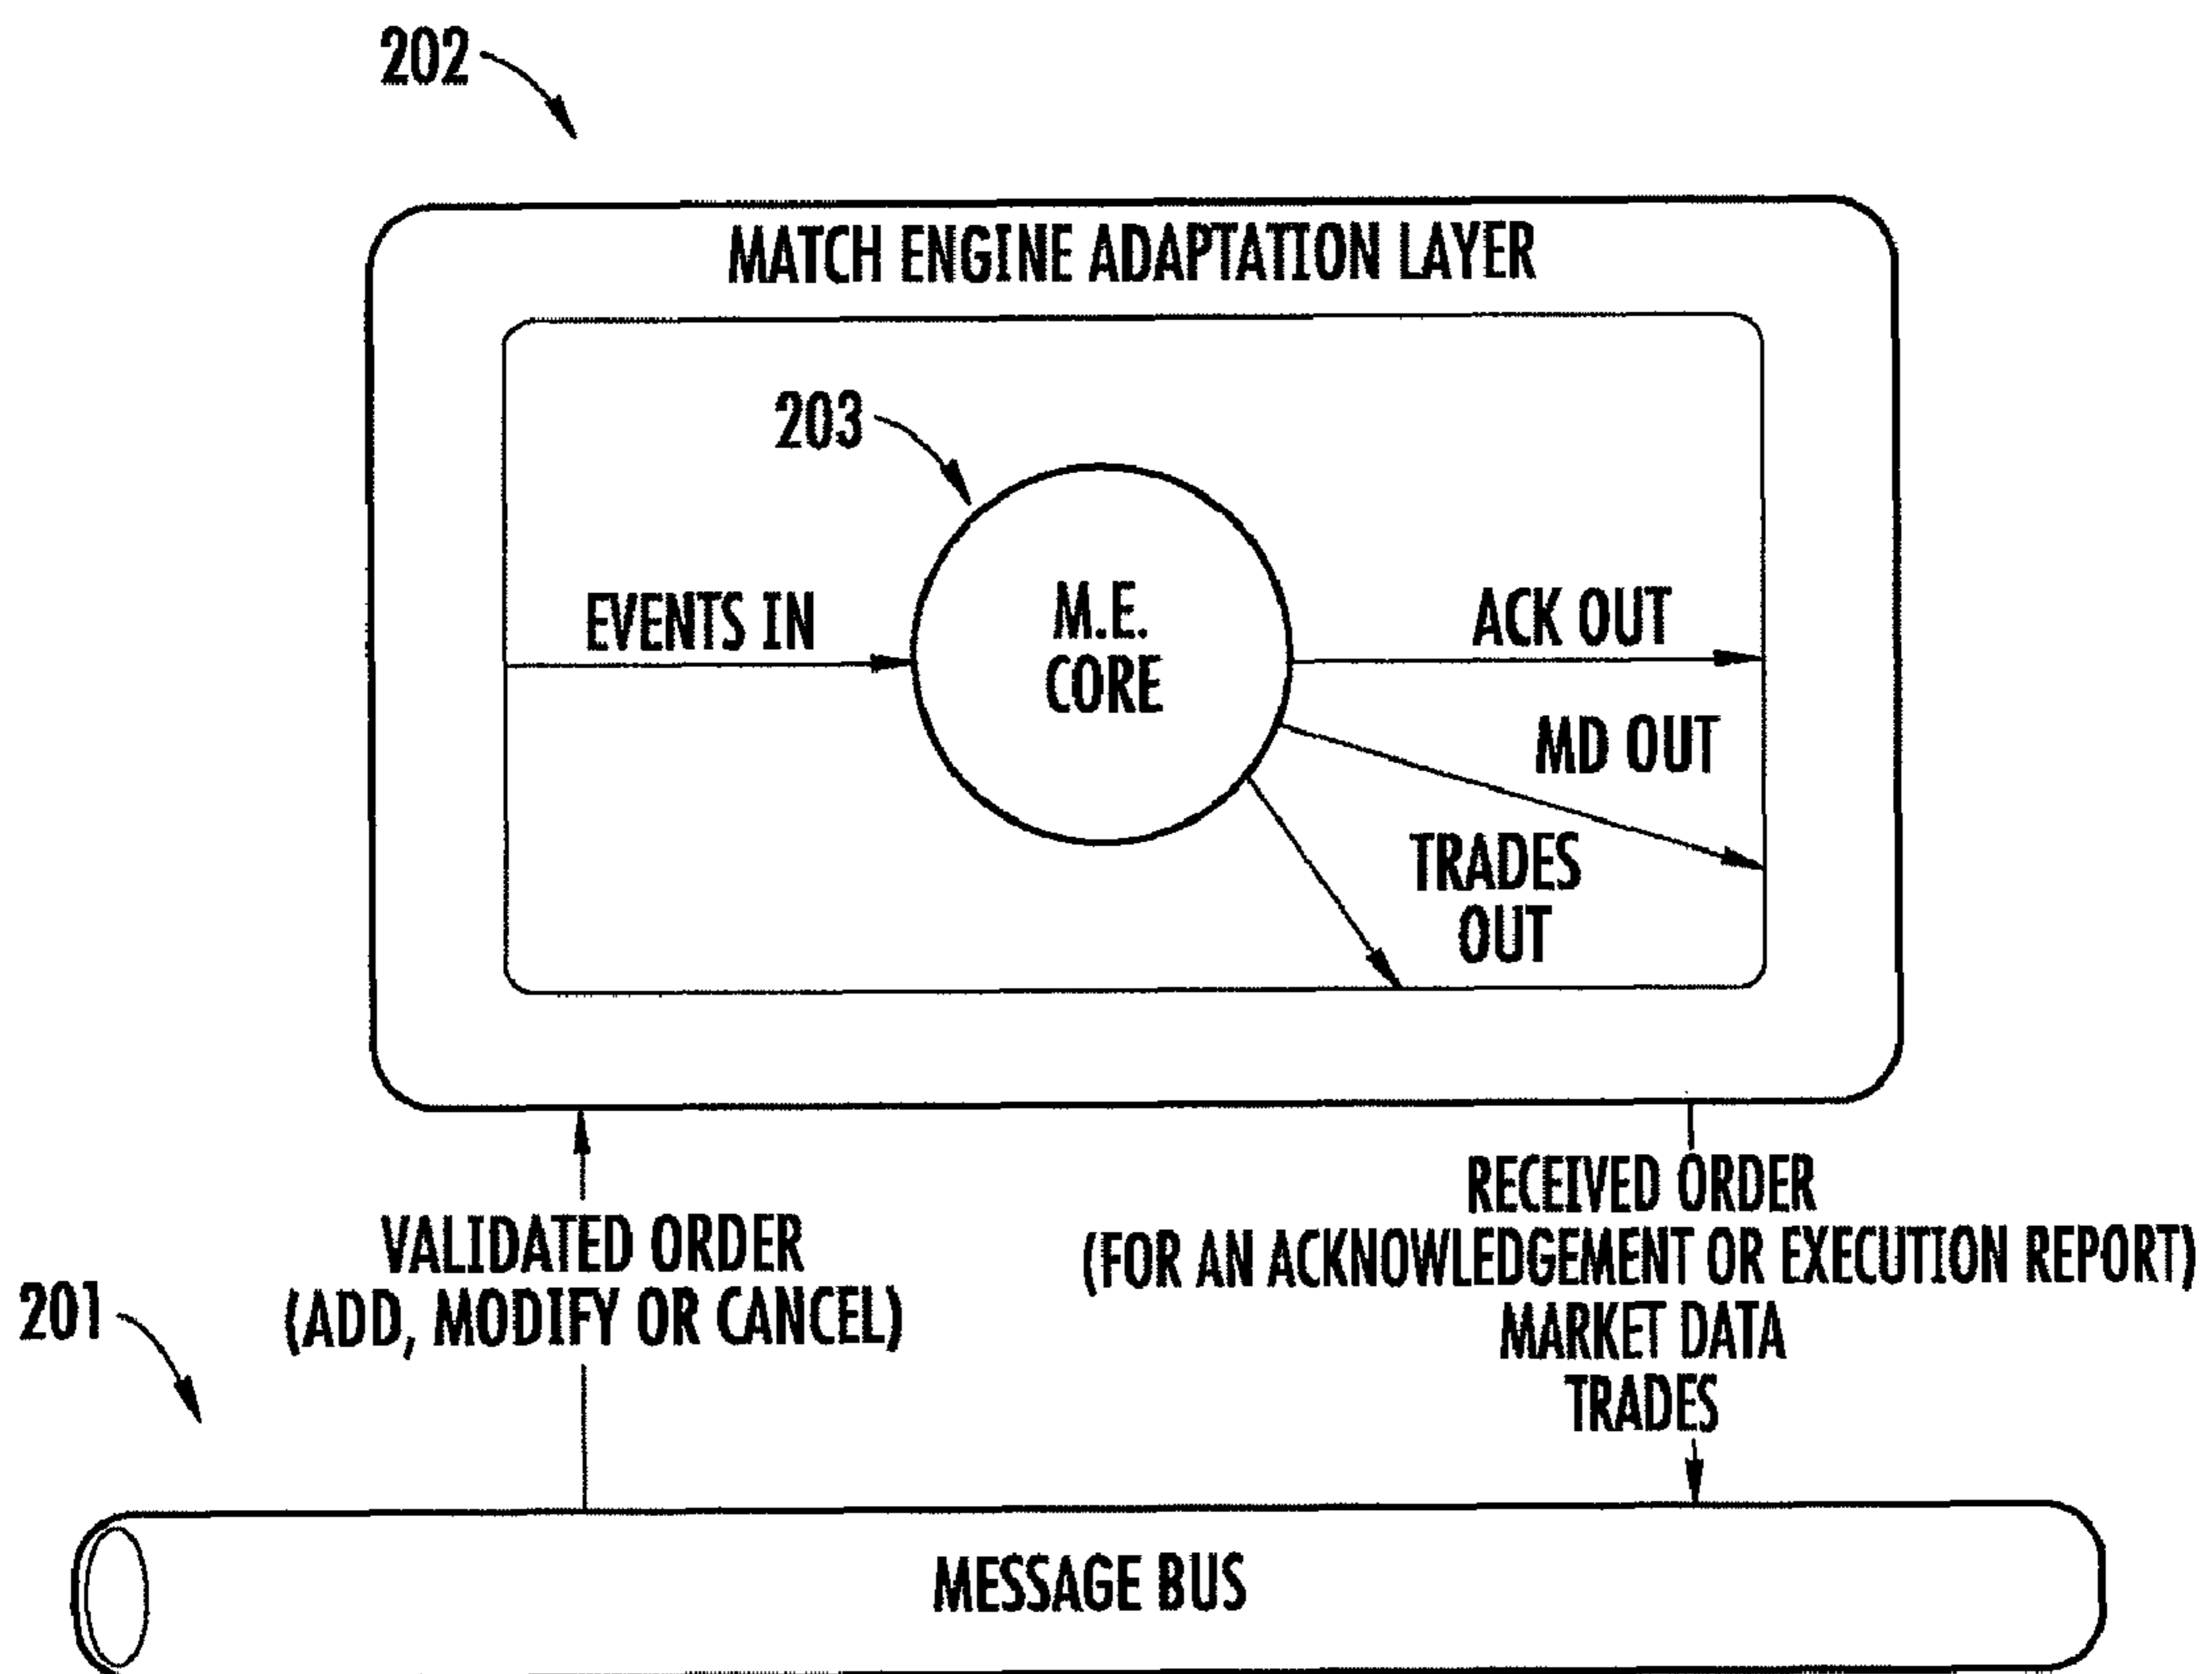 202
MATCH ENGINE ADAPTATION LAYER
203
M.E.
CORE
EVENTS IN
ACK OUT
MD OUT
TRADES
OUT
VALIDATED ORDER
(ADD, MODIFY OR CANCEL)
RECEIVED ORDER
(FOR AN ACKNOWLEDGEMENT OR EXECUTION REPORT)
MARKET DATA
TRADES
201
MESSAGE BUS